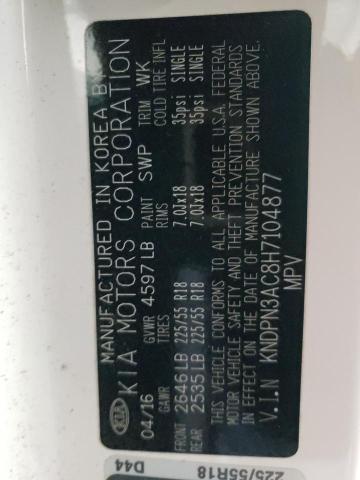 MANUFACTURED IN KOREA BY
KIA KIA MOTORS CORPORATION
04/16 GVWR 4597LB PAINT SWP TRIM WK
GAWR TIRES RIMS COLD TIRE INFL
FRONT 2646LB 225/55 R18 7.0Jx18 35psi SINGLE
REAR 2535LB 225/55 R18 7.0Jx18 35psi SINGLE
THIS VEHICLE CONFORMS TO ALL APPLICABLE U.S.A. FEDERAL
MOTOR VEHICLE SAFETY AND THEFT PREVENTION STANDARDS
IN EFFECT ON THE DATE OF MANUFACTURE SHOWN ABOVE.
V.I.N KNDPN3AC8H7104877
MPV
D44
225/55R18